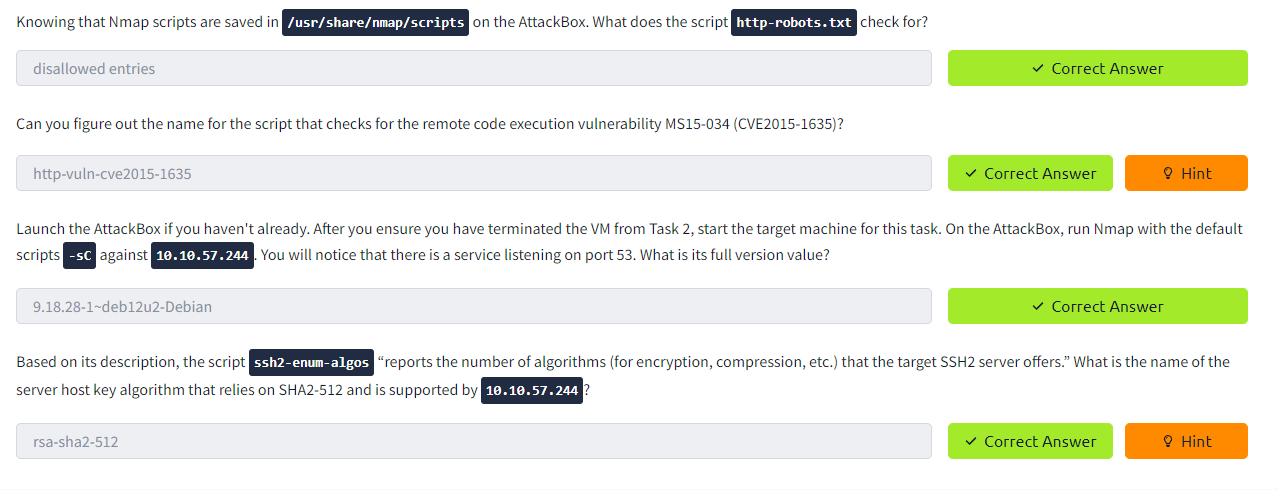 Knowing that Nmap scripts are saved in /usr/share/nmap/scripts on the AttackBox. What does the script http-robots.txt check for?
disallowed entries
Correct Answer
Can you figure out the name for the script that checks for the remote code execution vulnerability MS15-034 (CVE2015-1635)?
http-vuln-cve2015-1635
Correct Answer
Hint
Launch the AttackBox if you haven't already. After you ensure you have terminated the VM from Task 2, start the target machine for this task. On the AttackBox, run Nmap with the default
scripts -sC against 10.10.57.244. You will notice that there is a service listening on port 53. What is its full version value?
9.18.28-1~deb12u2-Debian
Correct Answer
Based on its description, the script ssh2-enum-algos “reports the number of algorithms (for encryption, compression, etc.) that the target SSH2 server offers.” What is the name of the
server host key algorithm that relies on SHA2-512 and is supported by 10.10.57.244?
rsa-sha2-512
Correct Answer
Hint